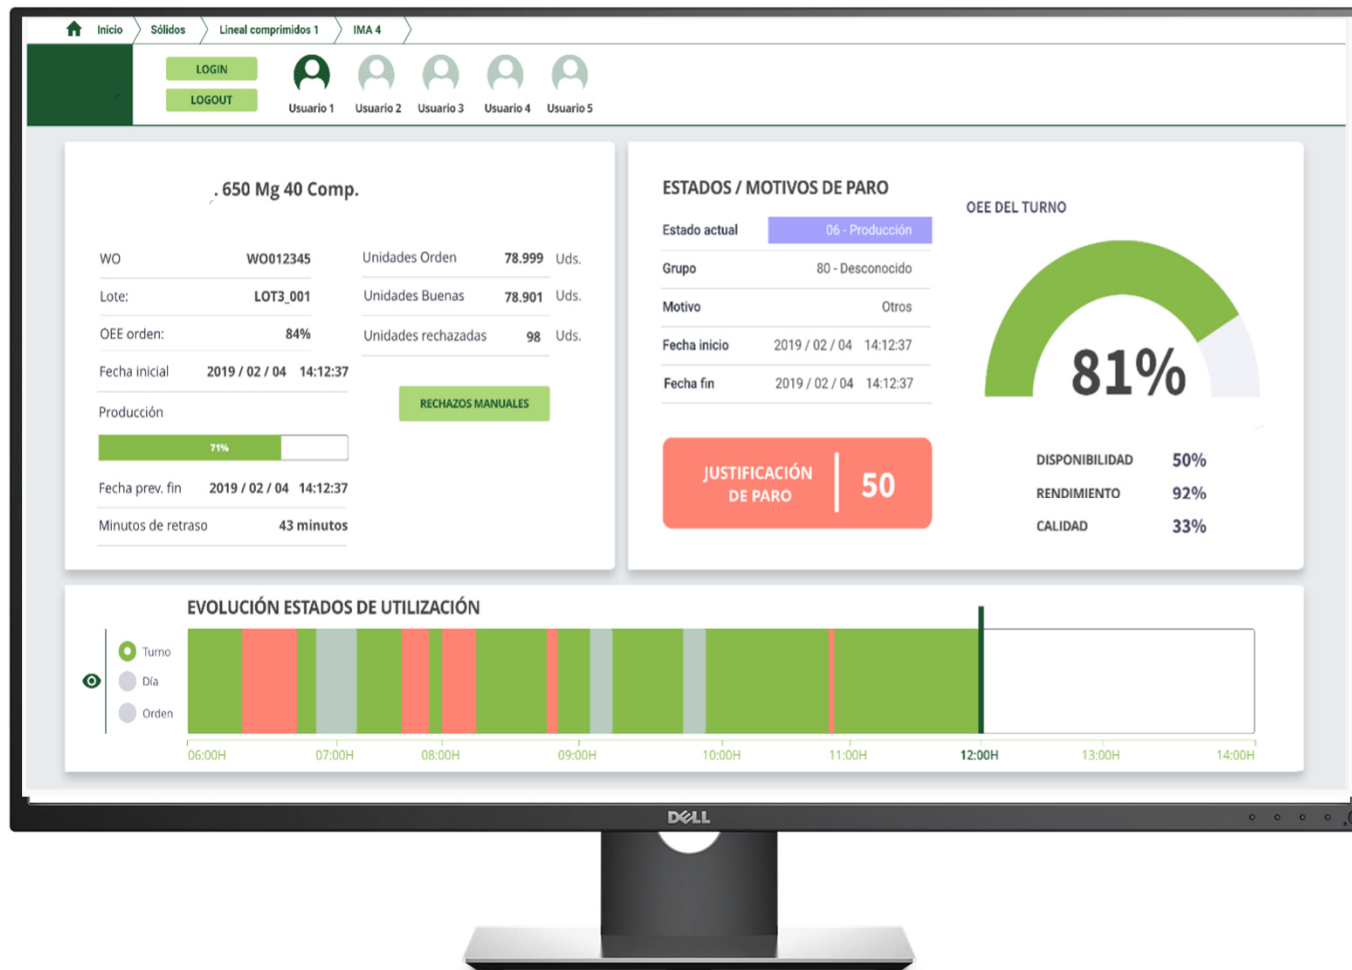 Inicio Sólidos Lineal comprimidos 1 IMA 4
LOGIN
LOGOUT
Usuario 1 Usuario 2 Usuario 3 Usuario 4 Usuario 5
. 650 Mg 40 Comp.
WO WO012345
Lote: LOT3_001
OEE orden: 84%
Fecha inicial 2019 / 02 / 04 14:12:37
Producción
71%
Fecha prev. fin 2019 / 02 / 04 14:12:37
Minutos de retraso 43 minutos
Unidades Orden 78.999 Uds.
Unidades Buenas 78.901 Uds.
Unidades rechazadas 98 Uds.
RECHAZOS MANUALES
ESTADOS / MOTIVOS DE PARO
Estado actual 06 - Producción
Grupo 80 - Desconocido
Motivo Otros
Fecha inicio 2019 / 02 / 04 14:12:37
Fecha fin 2019 / 02 / 04 14:12:37
JUSTIFICACIÓN
DE PARO
50
OEE DEL TURNO
81%
DISPONIBILIDAD 50%
RENDIMIENTO 92%
CALIDAD 33%
EVOLUCIÓN ESTADOS DE UTILIZACIÓN
Turno
Día
Orden
06:00H 07:00H 08:00H 09:00H 10:00H 11:00H 12:00H 13:00H 14:00H
DELL